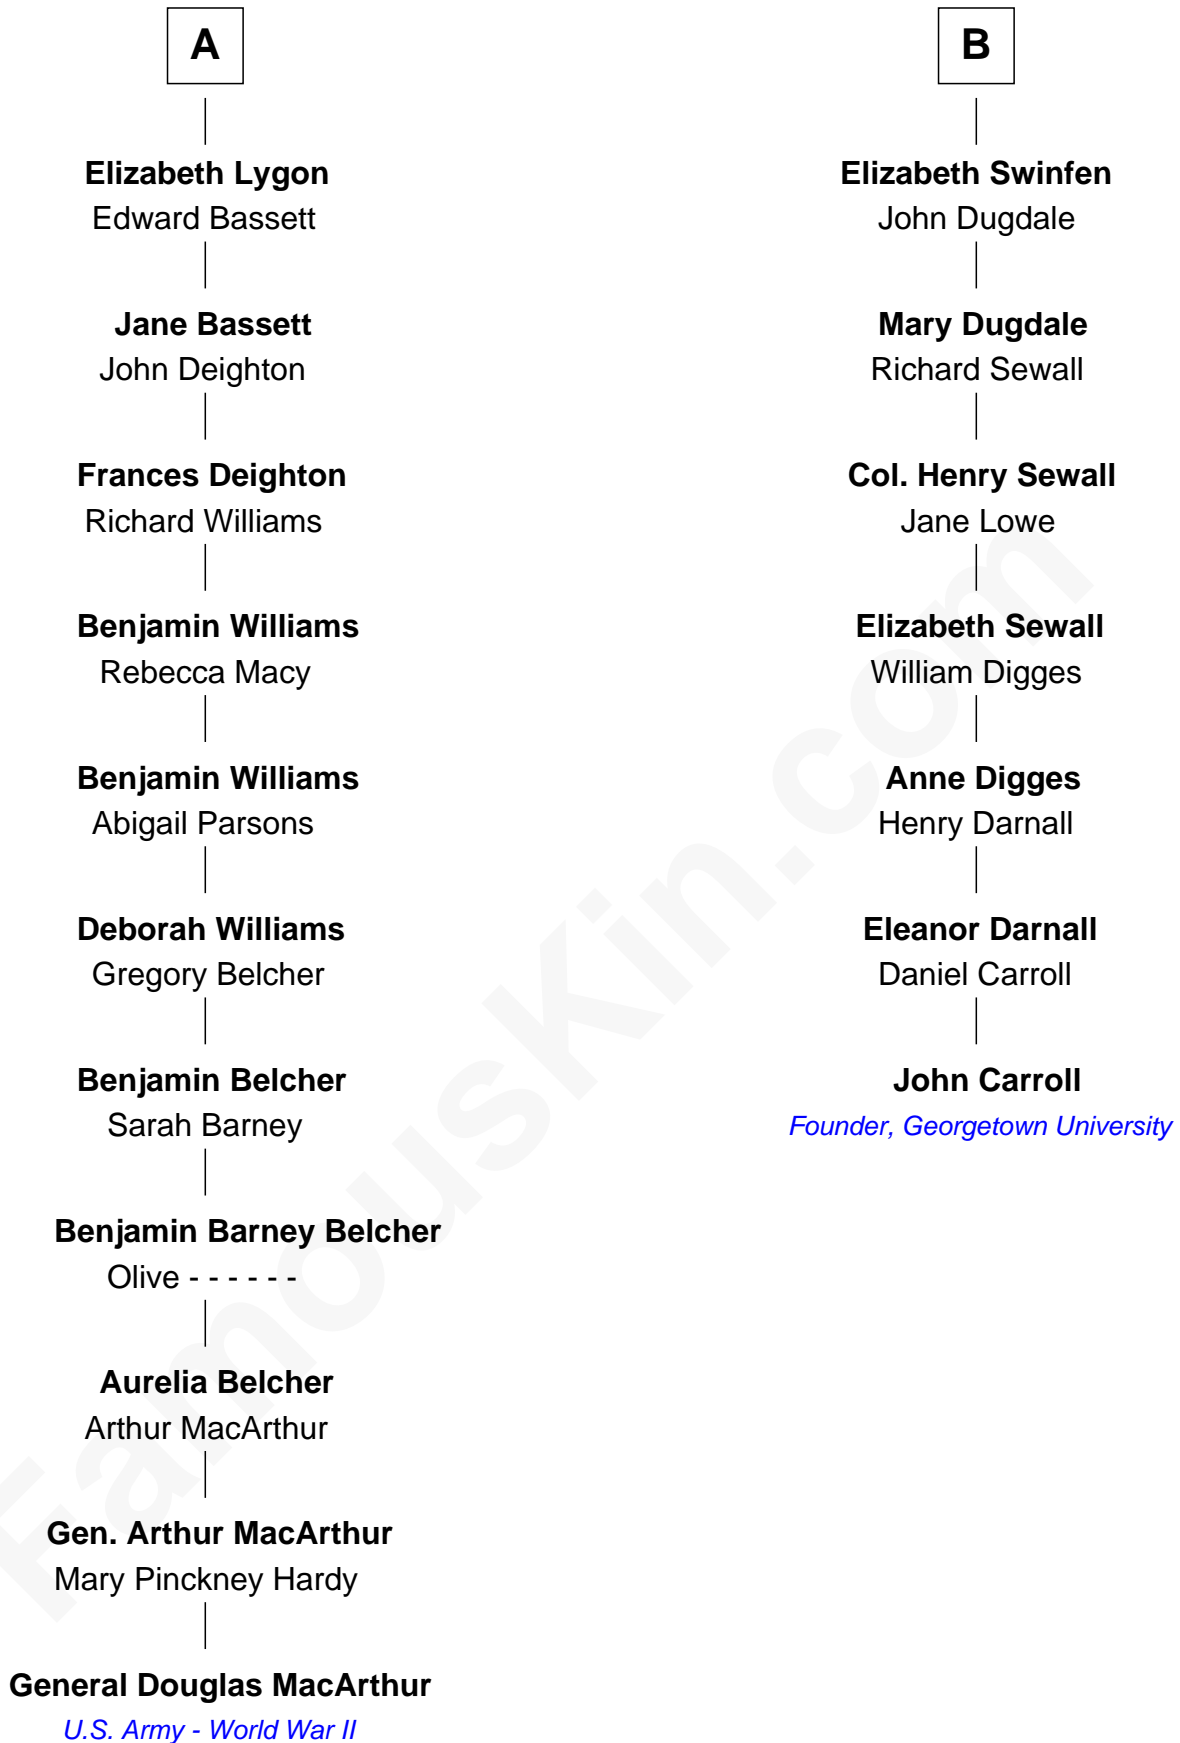 A
Elizabeth Lygon
Edward Bassett
Jane Bassett
John Deighton
Frances Deighton
Richard Williams
Benjamin Williams
Rebecca Macy
Benjamin Williams
Abigail Parsons
Deborah Williams
Gregory Belcher
Benjamin Belcher
Sarah Barney
Benjamin Barney Belcher
Olive - - - - - -
Aurelia Belcher
Arthur MacArthur
Gen. Arthur MacArthur
Mary Pinckney Hardy
General Douglas MacArthur
U.S. Army - World War II
B
Elizabeth Swinfen
John Dugdale
Mary Dugdale
Richard Sewall
Col. Henry Sewall
Jane Lowe
Elizabeth Sewall
William Digges
Anne Digges
Henry Darnall
Eleanor Darnall
Daniel Carroll
John Carroll
Founder, Georgetown University
FamousKin.com